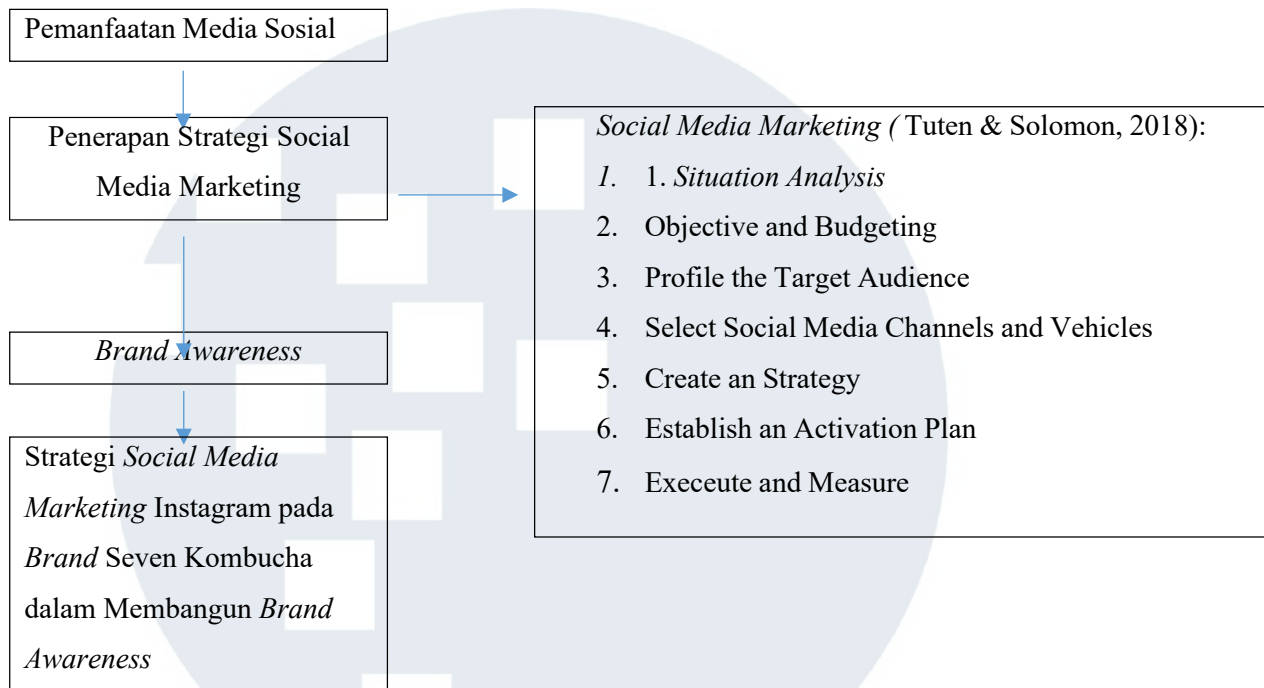 Pemanfaatan Media Sosial
Penerapan Strategi Social
Media Marketing
Social Media Marketing ( Tuten & Solomon, 2018):
1. 1. Situation Analysis
2. Objective and Budgeting
3. Profile the Target Audience
4. Select Social Media Channels and Vehicles
5. Create an Strategy
6. Establish an Activation Plan
7. Execeute and Measure
Brand Awareness
Strategi Social Media
Marketing Instagram pada
Brand Seven Kombucha
dalam Membangun Brand
Awareness